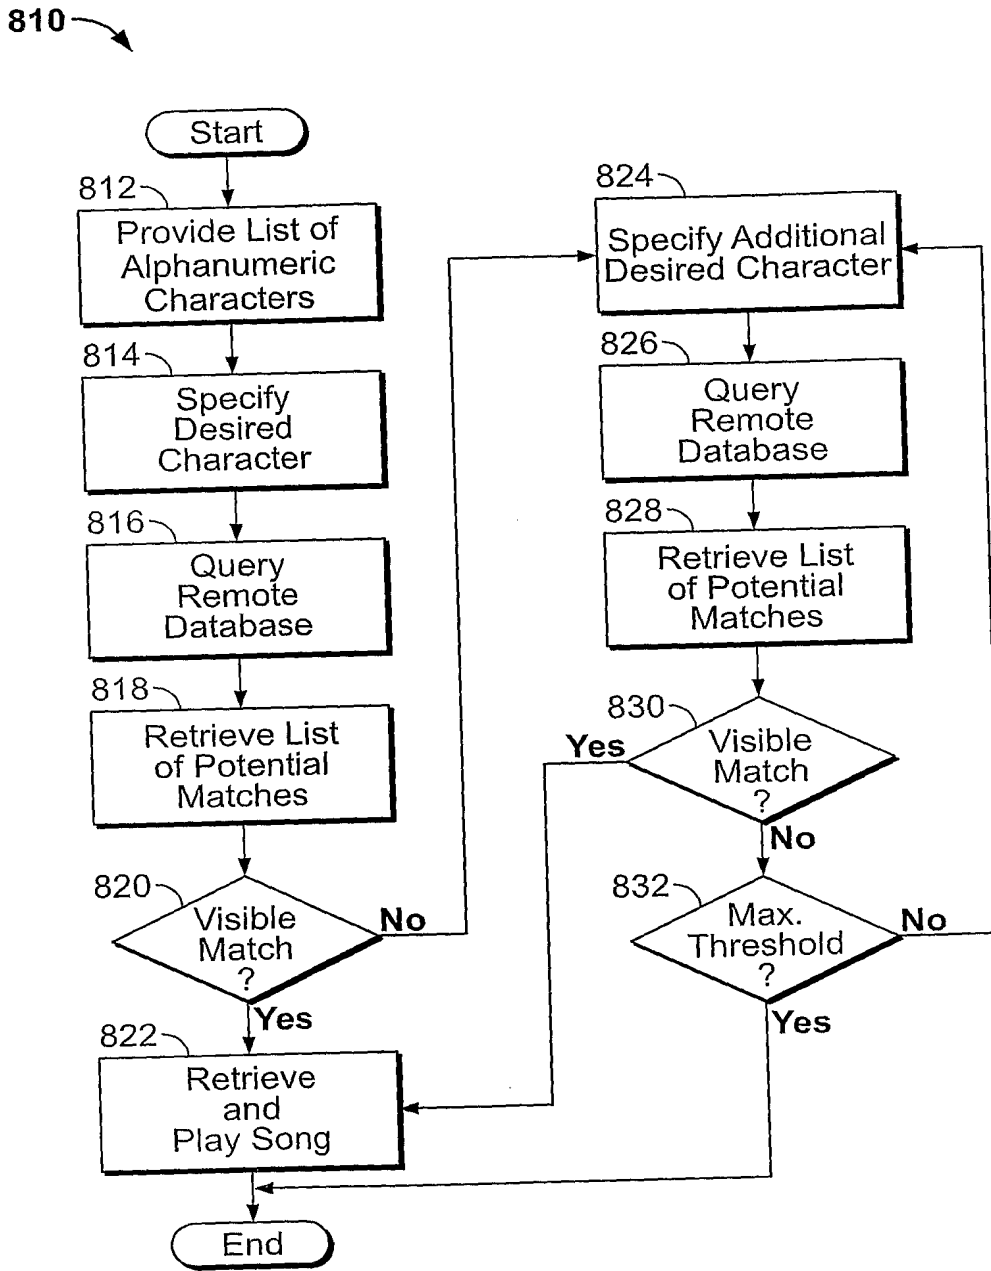 810
Start
812
Provide List of
Alphanumeric
Characters
814
Specify
Desired
Character
816
Query
Remote
Database
818
Retrieve List
of Potential
Matches
820
Visible
Match
?
No
Yes
822
Retrieve
and
Play Song
End
824
Specify Additional
Desired Character
826
Query
Remote
Database
828
Retrieve List
of Potential
Matches
830
Visible
Match
?
Yes
No
832
Max.
Threshold
?
No
Yes